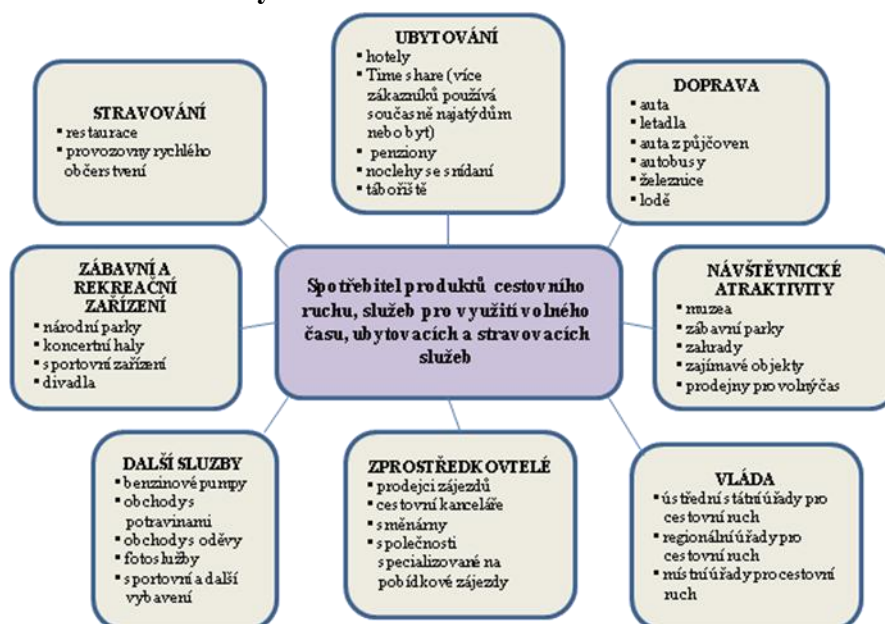 UBYTOVÁNÍ
▪ hotely
▪ Time share (více
zákazníků používá
současně najatý dům
nebo byt)
▪ penziony
▪ noclehy se snídaní
▪ tábořiště
STRAVOVÁNÍ
▪ restaurace
▪ provozovny rychlého
občerstvení
DOPRAVA
▪ auta
▪ letadla
▪ auta z půjčoven
▪ autobusy
▪ železnice
▪ lodě
ZÁBAVNÍ A
REKREAČNÍ
ZAŘÍZENÍ
▪ národní parky
▪ koncertní haly
▪ sportovní zařízení
▪ divadla
Spotřebitel produktů cestovního
ruchu, služeb pro využití volného
času, ubytovacích a stravovacích
služeb
NÁVŠTĚVNICKÉ
ATRAKTIVITY
▪ muzea
▪ zábavní parky
▪ zahrady
▪ zajímavé objekty
▪ prodejny pro volný čas
DALŠÍ SLUZBY
▪ benzinové pumpy
▪ obchody s
potravinami
▪ obchody s oděvy
▪ fotoslužby
▪ sportovní a další
vybavení
ZPROSTŘEDKOVTELÉ
▪ prodejci zájezdů
▪ cestovní kanceláře
▪ směnárny
▪ společnosti
specializované na
pobídkové zájezdy
VLÁDA
▪ ústřední státní úřady pro
cestovní ruch
▪ regionální úřady pro
cestovní ruch
▪ místní úřady pro cestovní
ruch